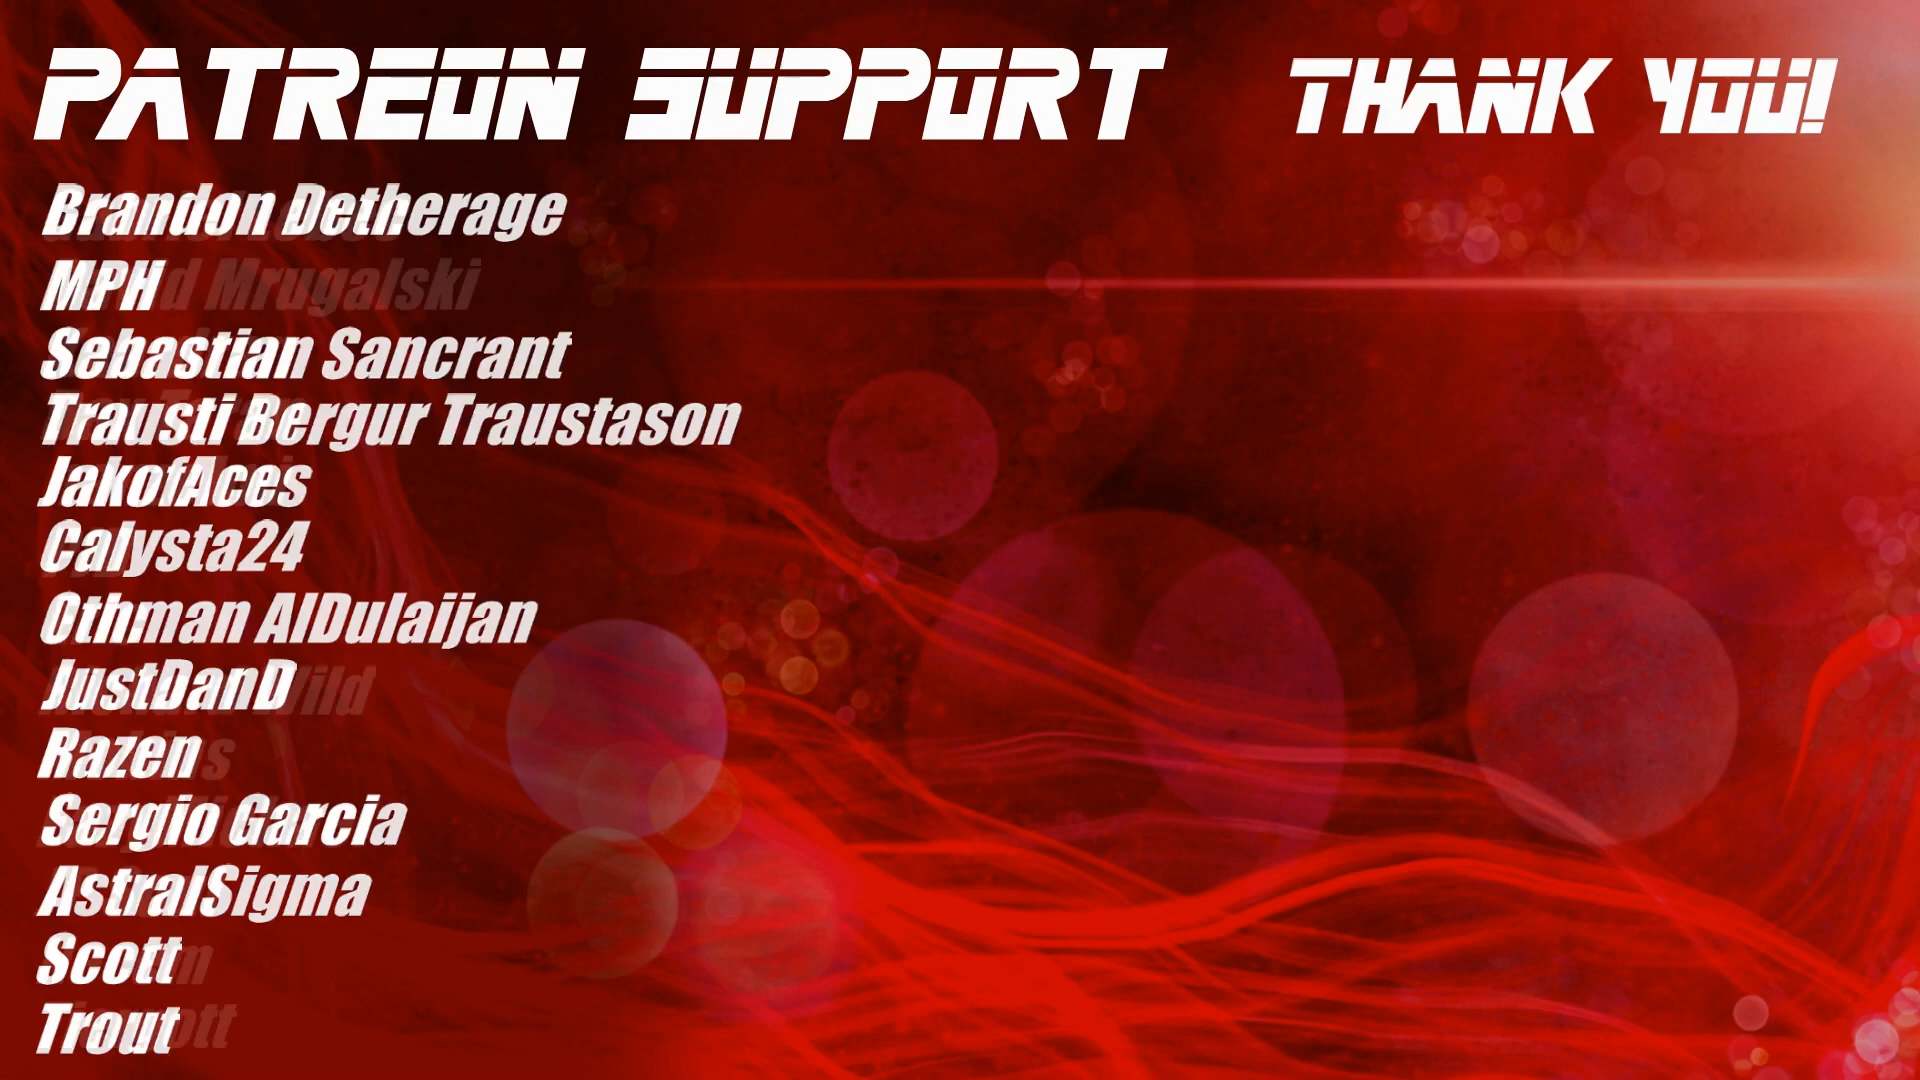 PATREON SUPPORT THANK YOU!
Brandon Detherage
MPH
Sebastian Sancrant
Trausti Bergur Traustason
JakofAces
Calysta24
Othman AlDulaijan
JustDanD
Razen
Sergio Garcia
AstralSigma
Scott
Trout